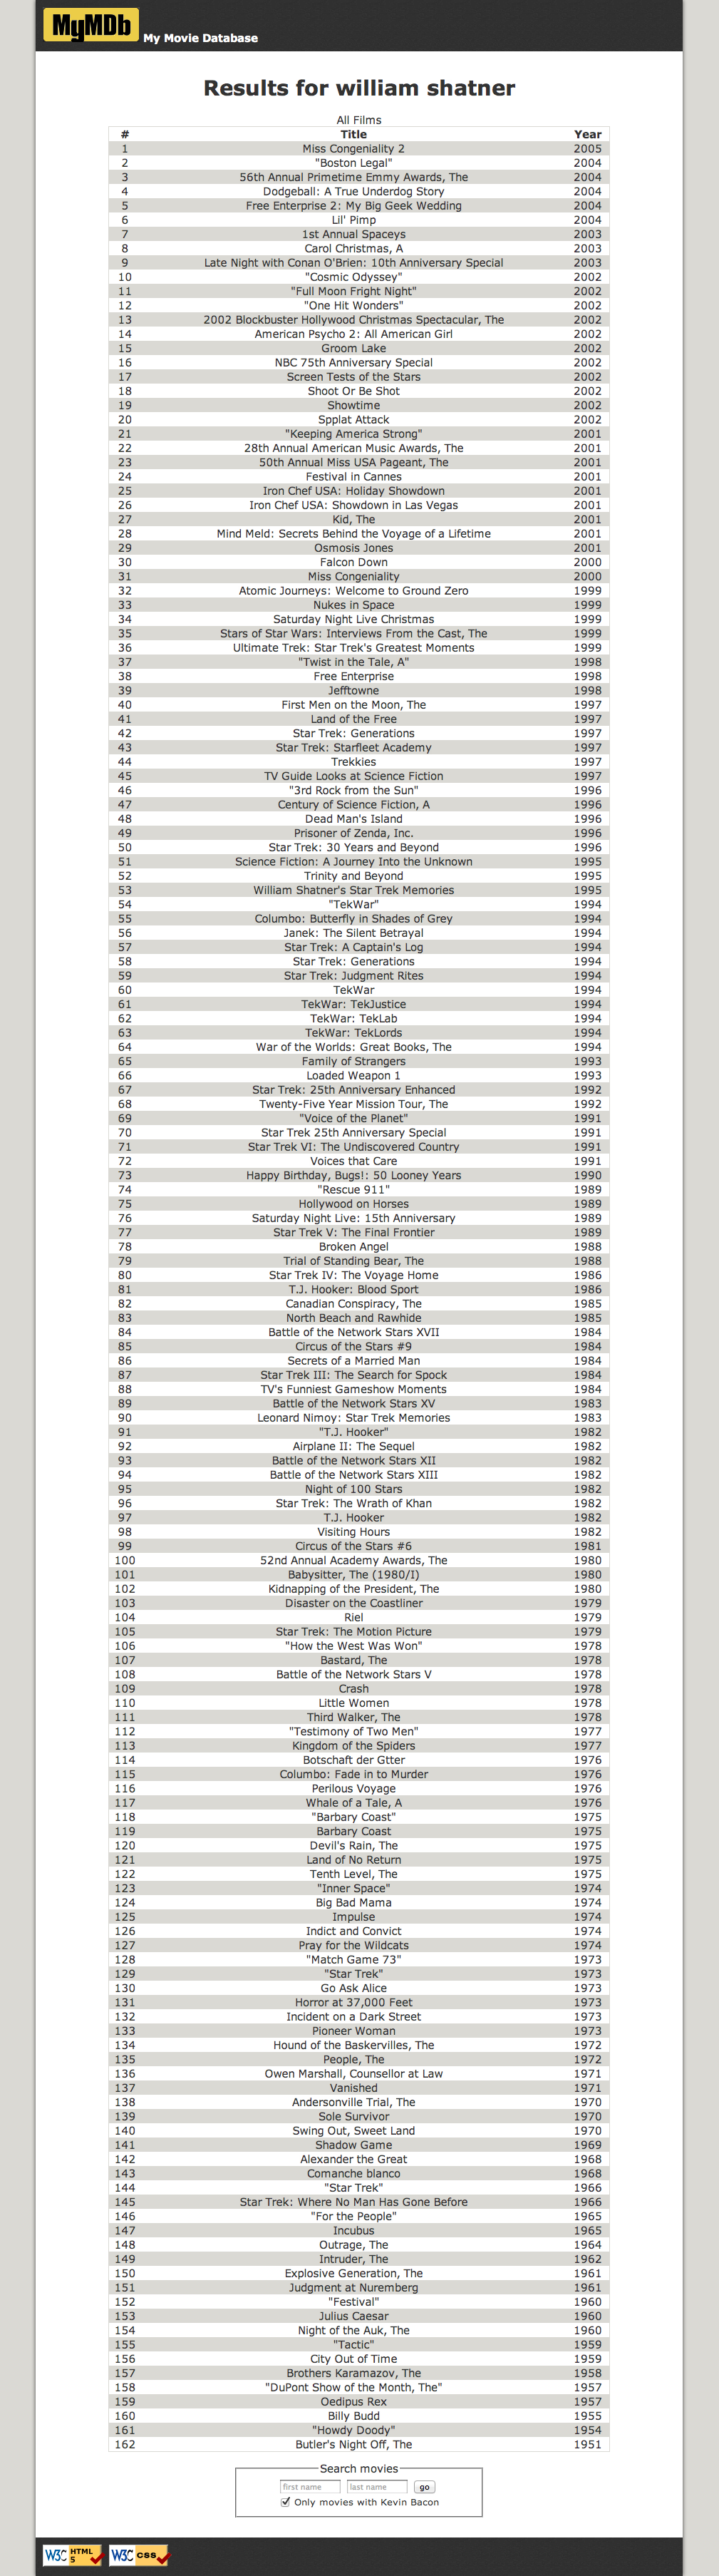 MyMDb My Movie Database
Results for william shatner
All Films
# Title Year
1 Miss Congeniality 2 2005
2 "Boston Legal" 2004
3 56th Annual Primetime Emmy Awards, The 2004
4 Dodgeball: A True Underdog Story 2004
5 Free Enterprise 2: My Big Geek Wedding 2004
6 Lil' Pimp 2004
7 1st Annual Spaceys 2003
8 Carol Christmas, A 2003
9 Late Night with Conan O'Brien: 10th Anniversary Special 2003
10 "Cosmic Odyssey" 2002
11 "Full Moon Fright Night" 2002
12 "One Hit Wonders" 2002
13 2002 Blockbuster Hollywood Christmas Spectacular, The 2002
14 American Psycho 2: All American Girl 2002
15 Groom Lake 2002
16 NBC 75th Anniversary Special 2002
17 Screen Tests of the Stars 2002
18 Shoot Or Be Shot 2002
19 Showtime 2002
20 Spplat Attack 2002
21 "Keeping America Strong" 2001
22 28th Annual American Music Awards, The 2001
23 50th Annual Miss USA Pageant, The 2001
24 Festival in Cannes 2001
25 Iron Chef USA: Holiday Showdown 2001
26 Iron Chef USA: Showdown in Las Vegas 2001
27 Kid, The 2001
28 Mind Meld: Secrets Behind the Voyage of a Lifetime 2001
29 Osmosis Jones 2001
30 Falcon Down 2000
31 Miss Congeniality 2000
32 Atomic Journeys: Welcome to Ground Zero 1999
33 Nukes in Space 1999
34 Saturday Night Live Christmas 1999
35 Stars of Star Wars: Interviews From the Cast, The 1999
36 Ultimate Trek: Star Trek's Greatest Moments 1999
37 "Twist in the Tale, A" 1998
38 Free Enterprise 1998
39 Jefftowne 1998
40 First Men on the Moon, The 1997
41 Land of the Free 1997
42 Star Trek: Generations 1997
43 Star Trek: Starfleet Academy 1997
44 Trekkies 1997
45 TV Guide Looks at Science Fiction 1997
46 "3rd Rock from the Sun" 1996
47 Century of Science Fiction, A 1996
48 Dead Man's Island 1996
49 Prisoner of Zenda, Inc. 1996
50 Star Trek: 30 Years and Beyond 1996
51 Science Fiction: A Journey Into the Unknown 1995
52 Trinity and Beyond 1995
53 William Shatner's Star Trek Memories 1995
54 "TekWar" 1994
55 Columbo: Butterfly in Shades of Grey 1994
56 Janek: The Silent Betrayal 1994
57 Star Trek: A Captain's Log 1994
58 Star Trek: Generations 1994
59 Star Trek: Judgment Rites 1994
60 TekWar 1994
61 TekWar: TekJustice 1994
62 TekWar: TekLab 1994
63 TekWar: TekLords 1994
64 War of the Worlds: Great Books, The 1994
65 Family of Strangers 1993
66 Loaded Weapon 1 1993
67 Star Trek: 25th Anniversary Enhanced 1992
68 Twenty-Five Year Mission Tour, The 1992
69 "Voice of the Planet" 1991
70 Star Trek 25th Anniversary Special 1991
71 Star Trek VI: The Undiscovered Country 1991
72 Voices that Care 1991
73 Happy Birthday, Bugs!: 50 Looney Years 1990
74 "Rescue 911" 1989
75 Hollywood on Horses 1989
76 Saturday Night Live: 15th Anniversary 1989
77 Star Trek V: The Final Frontier 1989
78 Broken Angel 1988
79 Trial of Standing Bear, The 1988
80 Star Trek IV: The Voyage Home 1986
81 T.J. Hooker: Blood Sport 1986
82 Canadian Conspiracy, The 1985
83 North Beach and Rawhide 1985
84 Battle of the Network Stars XVII 1984
85 Circus of the Stars #9 1984
86 Secrets of a Married Man 1984
87 Star Trek III: The Search for Spock 1984
88 TV's Funniest Gameshow Moments 1984
89 Battle of the Network Stars XV 1983
90 Leonard Nimoy: Star Trek Memories 1983
91 "T.J. Hooker" 1982
92 Airplane II: The Sequel 1982
93 Battle of the Network Stars XII 1982
94 Battle of the Network Stars XIII 1982
95 Night of 100 Stars 1982
96 Star Trek: The Wrath of Khan 1982
97 T.J. Hooker 1982
98 Visiting Hours 1982
99 Circus of the Stars #6 1981
100 52nd Annual Academy Awards, The 1980
101 Babysitter, The (1980/I) 1980
102 Kidnapping of the President, The 1980
103 Disaster on the Coastliner 1979
104 Riel 1979
105 Star Trek: The Motion Picture 1979
106 "How the West Was Won" 1978
107 Bastard, The 1978
108 Battle of the Network Stars V 1978
109 Crash 1978
110 Little Women 1978
111 Third Walker, The 1978
112 "Testimony of Two Men" 1977
113 Kingdom of the Spiders 1977
114 Botschaft der Gtter 1976
115 Columbo: Fade in to Murder 1976
116 Perilous Voyage 1976
117 Whale of a Tale, A 1976
118 "Barbary Coast" 1975
119 Barbary Coast 1975
120 Devil's Rain, The 1975
121 Land of No Return 1975
122 Tenth Level, The 1975
123 "Inner Space" 1974
124 Big Bad Mama 1974
125 Impulse 1974
126 Indict and Convict 1974
127 Pray for the Wildcats 1974
128 "Match Game 73" 1973
129 "Star Trek" 1973
130 Go Ask Alice 1973
131 Horror at 37,000 Feet 1973
132 Incident on a Dark Street 1973
133 Pioneer Woman 1973
134 Hound of the Baskervilles, The 1972
135 People, The 1972
136 Owen Marshall, Counsellor at Law 1971
137 Vanished 1971
138 Andersonville Trial, The 1970
139 Sole Survivor 1970
140 Swing Out, Sweet Land 1970
141 Shadow Game 1969
142 Alexander the Great 1968
143 Comanche blanco 1968
144 "Star Trek" 1966
145 Star Trek: Where No Man Has Gone Before 1966
146 "For the People" 1965
147 Incubus 1965
148 Outrage, The 1964
149 Intruder, The 1962
150 Explosive Generation, The 1961
151 Judgment at Nuremberg 1961
152 "Festival" 1960
153 Julius Caesar 1960
154 Night of the Auk, The 1960
155 "Tactic" 1959
156 City Out of Time 1959
157 Brothers Karamazov, The 1958
158 "DuPont Show of the Month, The" 1957
159 Oedipus Rex 1957
160 Billy Budd 1955
161 "Howdy Doody" 1954
162 Butler's Night Off, The 1951
Search movies
first name last name go
Only movies with Kevin Bacon
W3C HTML 5 W3C css